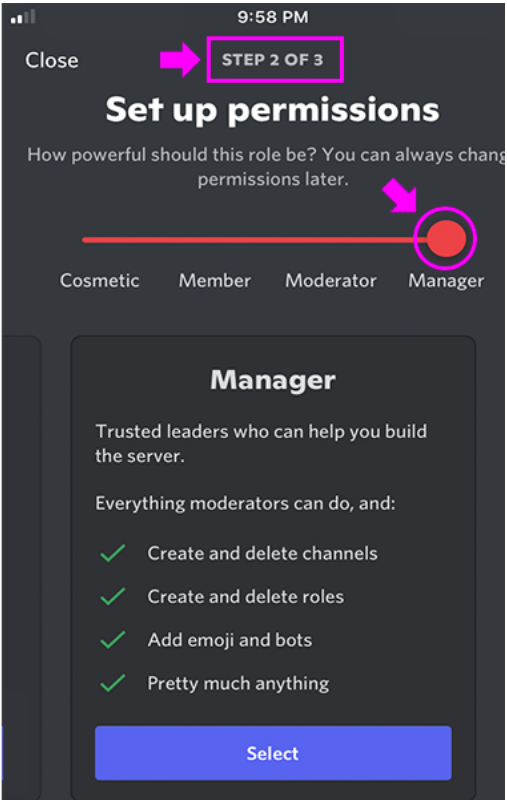 9:58 PM
Close
STEP 2 OF 3
Set up permissions
How powerful should this role be? You can always chang
permissions later.
Cosmetic Member Moderator Manager
Manager
Trusted leaders who can help you build
the server.
Everything moderators can do, and:
Create and delete channels
Create and delete roles
Add emoji and bots
Pretty much anything
Select